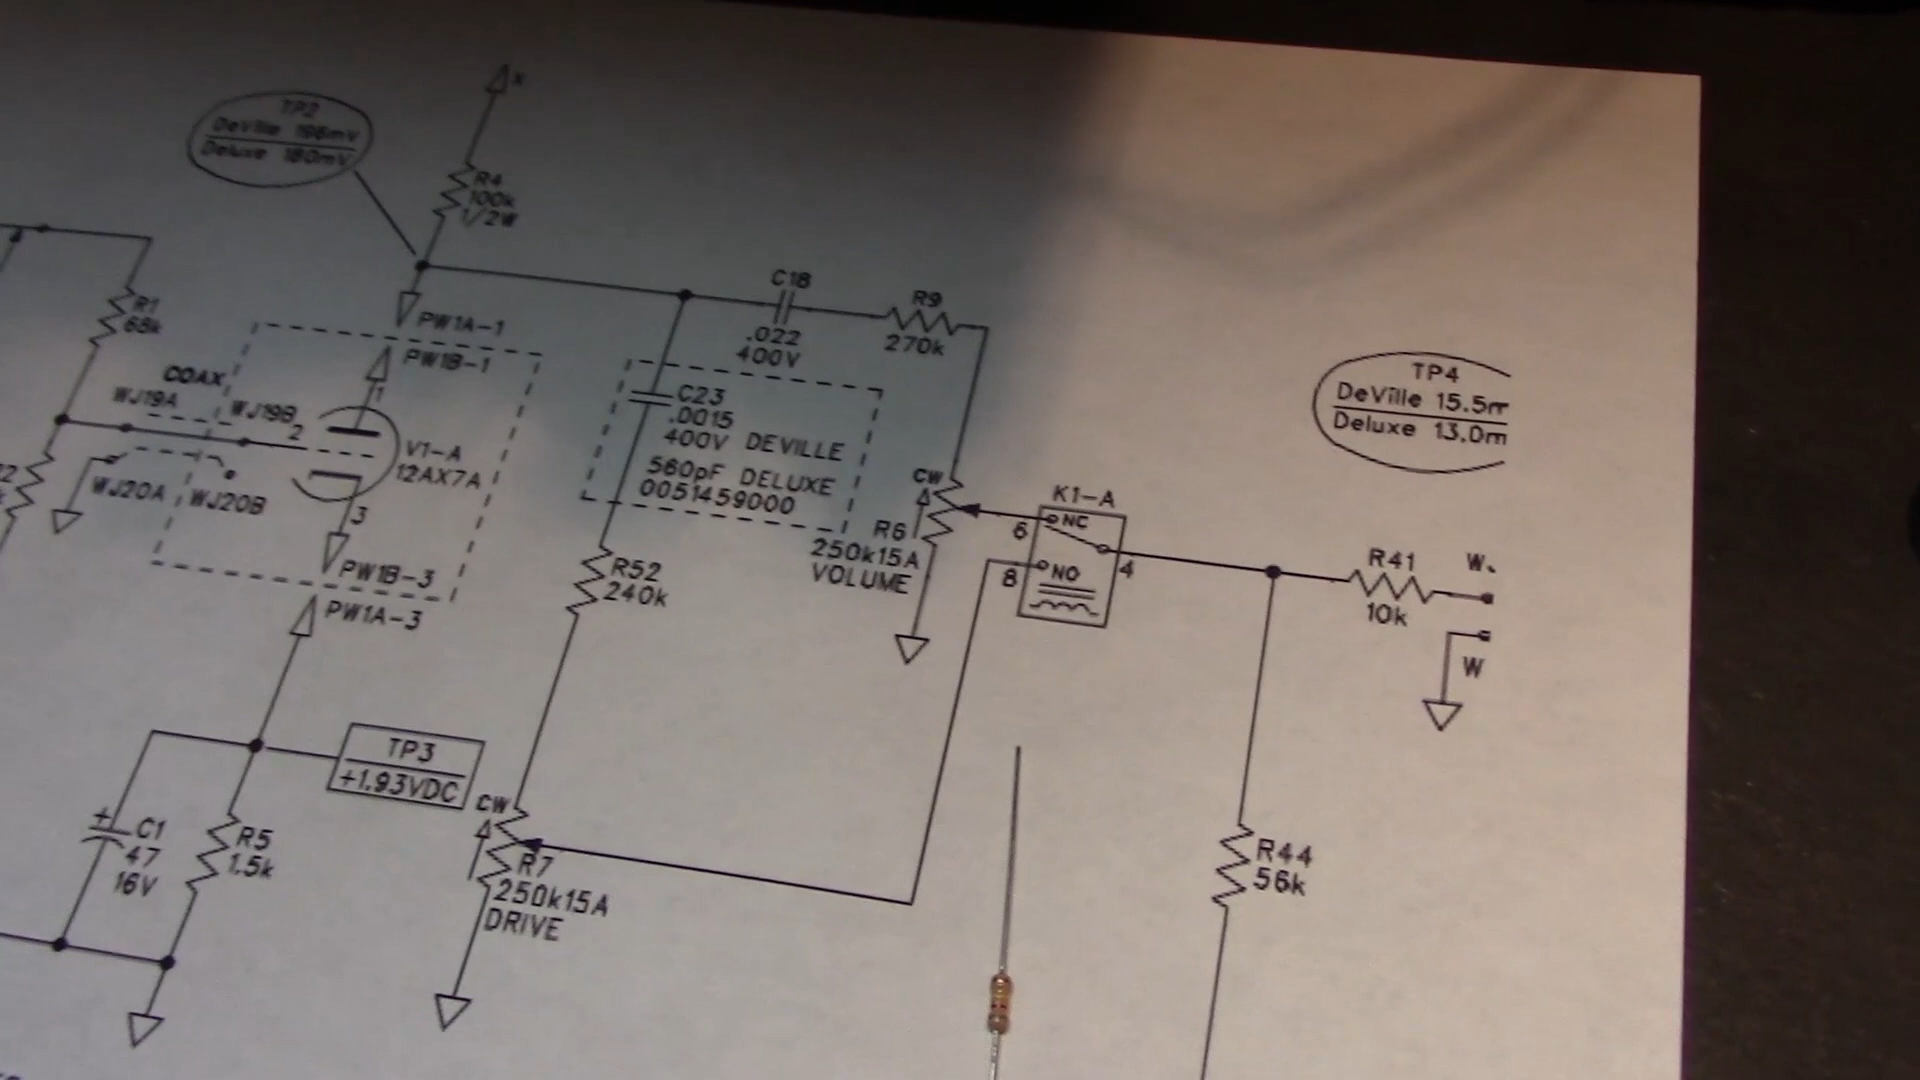 X
TP2
DeVille 196mV
Deluxe 180mV
R4
100k
1/2W
C18
.022
400V
R9
270k
R1
68k
PW1A-1
PW1B-1
COAX
WJ19A
WJ19B
2
1
V1-A
12AX7A
WJ20A
WJ20B
3
PW1B-3
PW1A-3
C23
.0015
400V DEVILLE
560pF DELUXE
0051459000
CW
R6
250k15A
VOLUME
K1-A
6
NC
8
NO
4
TP4
DeVille 15.5m
Deluxe 13.0m
R41
10k
W
W
R52
240k
TP3
+1.93VDC
CW
R7
250k15A
DRIVE
+
C1
47
16V
R5
1.5k
R44
56k